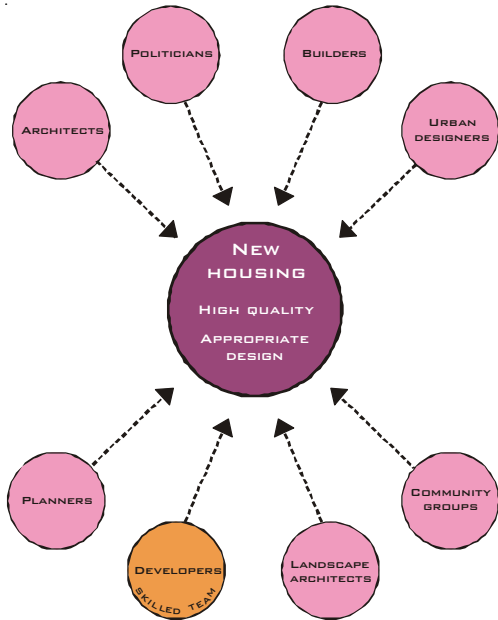 POLITICIANS
BUILDERS
ARCHITECTS
URBAN
DESIGNERS
NEW
HOUSING
HIGH QUALITY
APPROPRIATE
DESIGN
PLANNERS
COMMUNITY
GROUPS
DEVELOPERS
SKILLED TEAM
LANDSCAPE
ARCHITECTS